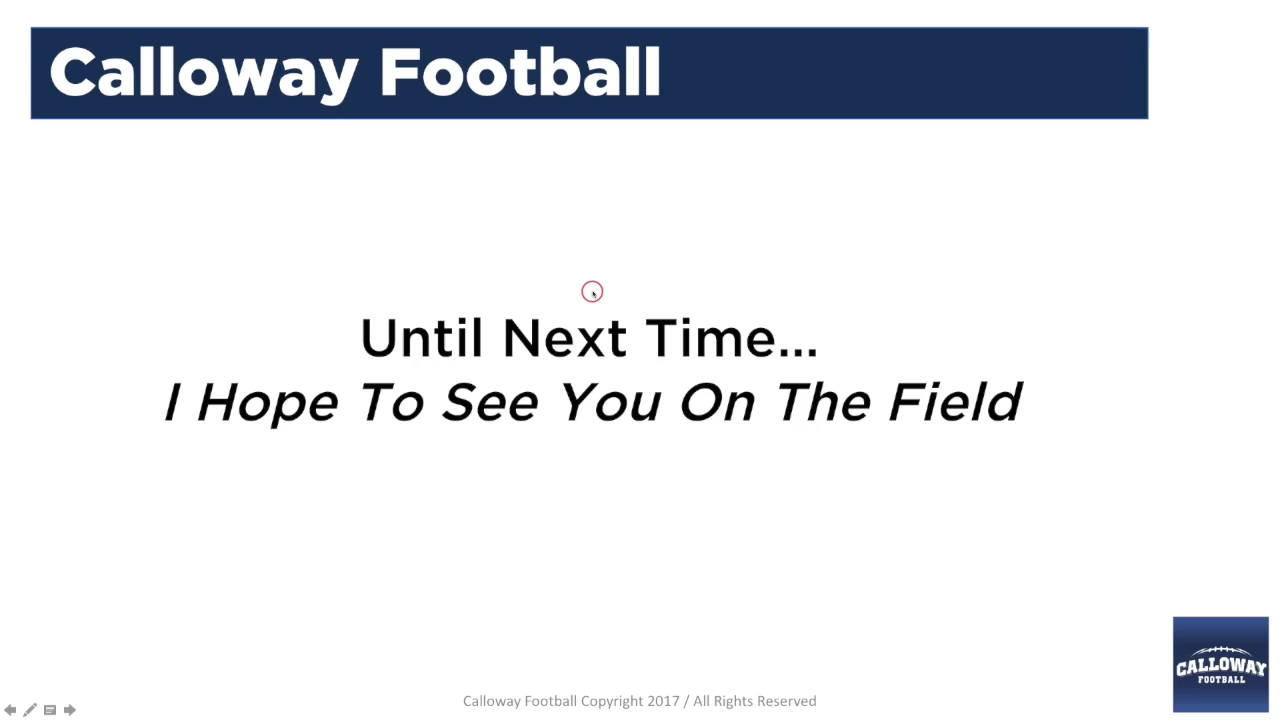 Calloway Football
Until Next Time...
I Hope To See You On The Field
CALLOWAY
FOOTBALL
Calloway Football Copyright 2017 / All Rights Reserved